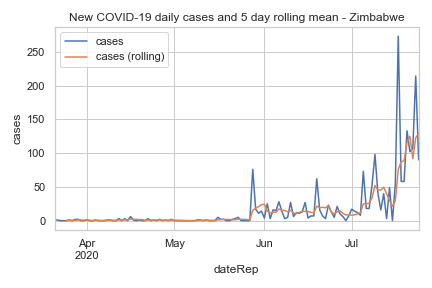 New COVID-19 daily cases and 5 day rolling mean - Zimbabwe
cases
cases (rolling)
250
200
150
100
50
0
cases
Apr
2020
May
Jun
Jul
dateRep